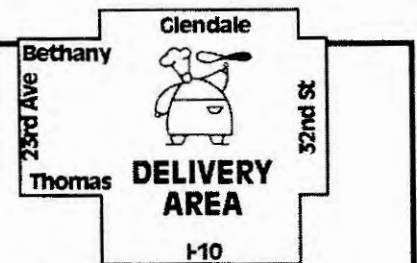 Glendale
Bethany
23rd Ave
32nd St
Thomas
DELIVERY
AREA
I-10